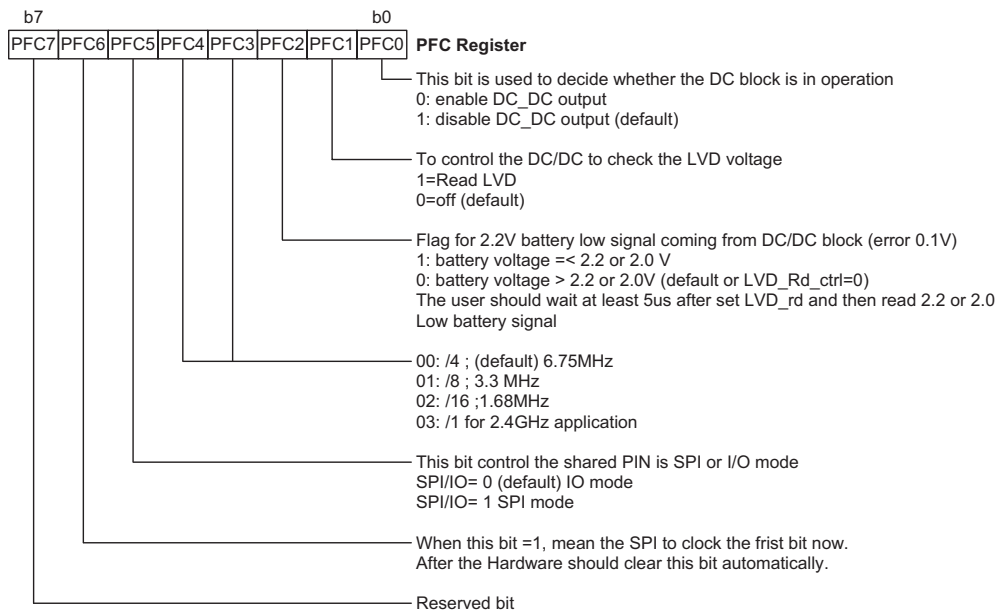 b7 b0
PFC7 PFC6 PFC5 PFC4 PFC3 PFC2 PFC1 PFC0 PFC Register
This bit is used to decide whether the DC block is in operation
0: enable DC_DC output
1: disable DC_DC output (default)
To control the DC/DC to check the LVD voltage
1=Read LVD
0=off (default)
Flag for 2.2V battery low signal coming from DC/DC block (error 0.1V)
1: battery voltage =< 2.2 or 2.0 V
0: battery voltage > 2.2 or 2.0V (default or LVD_Rd_ctrl=0)
The user should wait at least 5us after set LVD_rd and then read 2.2 or 2.0
Low battery signal
00: /4 ; (default) 6.75MHz
01: /8 ; 3.3 MHz
02: /16 ;1.68MHz
03: /1 for 2.4GHz application
This bit control the shared PIN is SPI or I/O mode
SPI/IO= 0 (default) IO mode
SPI/IO= 1 SPI mode
When this bit =1, mean the SPI to clock the frist bit now.
After the Hardware should clear this bit automatically.
Reserved bit